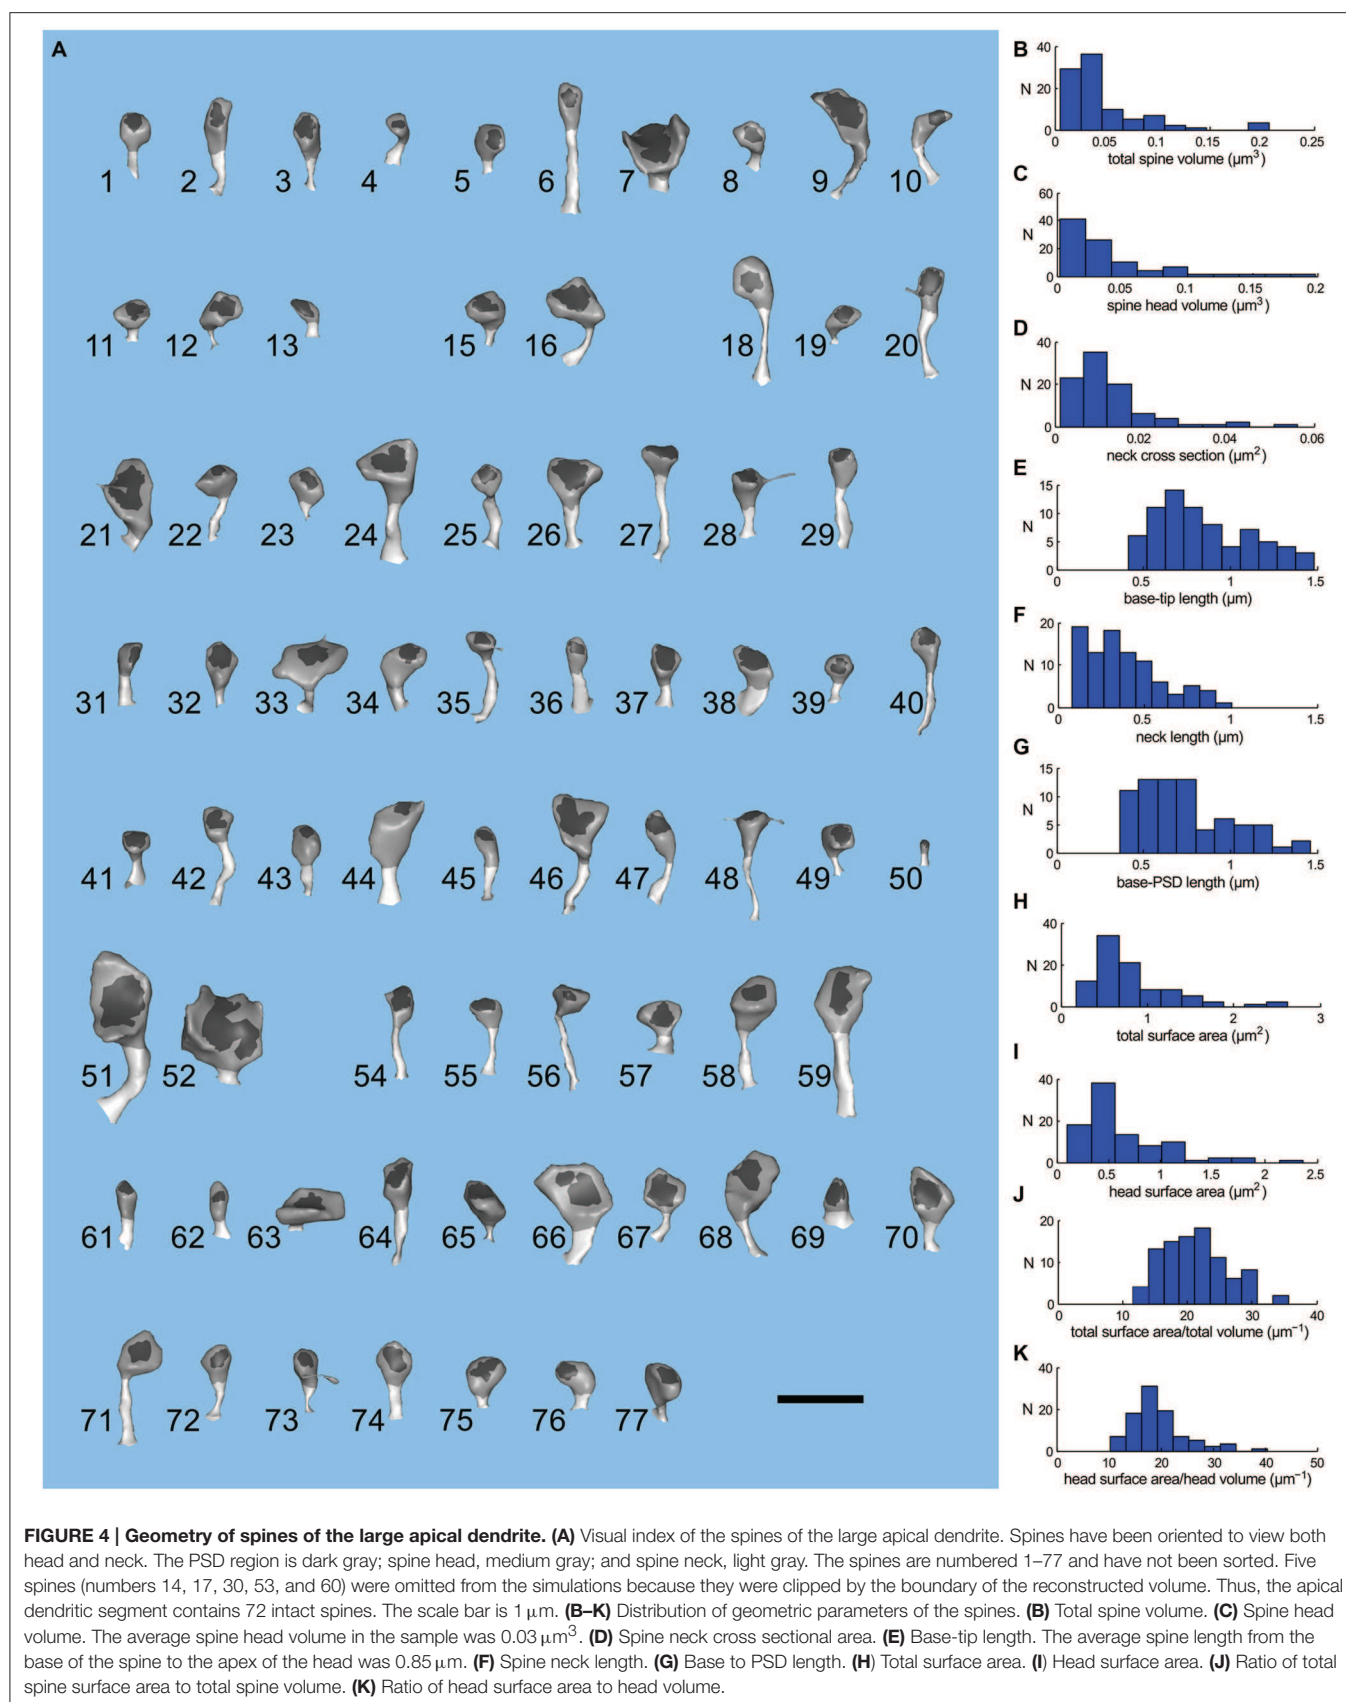 A
1 2 3 4 5 6 7 8 9 10
11 12 13 15 16 18 19 20
21 22 23 24 25 26 27 28 29
31 32 33 34 35 36 37 38 39 40
41 42 43 44 45 46 47 48 49 50
51 52 54 55 56 57 58 59
61 62 63 64 65 66 67 68 69 70
71 72 73 74 75 76 77
B
40
N 20
0
0 0.05 0.1 0.15 0.2 0.25
total spine volume (µm³)
C
60
40
N
20
0
0 0.05 0.1 0.15 0.2
spine head volume (µm³)
D
40
N 20
0
0 0.02 0.04 0.06
neck cross section (µm²)
E
15
10
N
5
0
0 0.5 1 1.5
base-tip length (µm)
F
20
N 10
0
0 0.5 1 1.5
neck length (µm)
G
15
10
N
5
0
0 0.5 1 1.5
base-PSD length (µm)
H
40
N 20
0
0 1 2 3
total surface area (µm²)
I
40
N 20
0
0 0.5 1 1.5 2 2.5
head surface area (µm²)
J
20
N 10
0
0 10 20 30 40
total surface area/total volume (µm⁻¹)
K
40
N 20
0
0 10 20 30 40 50
head surface area/head volume (µm⁻¹)
FIGURE 4 | Geometry of spines of the large apical dendrite. (A) Visual index of the spines of the large apical dendrite. Spines have been oriented to view both
head and neck. The PSD region is dark gray; spine head, medium gray; and spine neck, light gray. The spines are numbered 1–77 and have not been sorted. Five
spines (numbers 14, 17, 30, 53, and 60) were omitted from the simulations because they were clipped by the boundary of the reconstructed volume. Thus, the apical
dendritic segment contains 72 intact spines. The scale bar is 1 µm. (B–K) Distribution of geometric parameters of the spines. (B) Total spine volume. (C) Spine head
volume. The average spine head volume in the sample was 0.03 µm³. (D) Spine neck cross sectional area. (E) Base-tip length. The average spine length from the
base of the spine to the apex of the head was 0.85 µm. (F) Spine neck length. (G) Base to PSD length. (H) Total surface area. (I) Head surface area. (J) Ratio of total
spine surface area to total spine volume. (K) Ratio of head surface area to head volume.